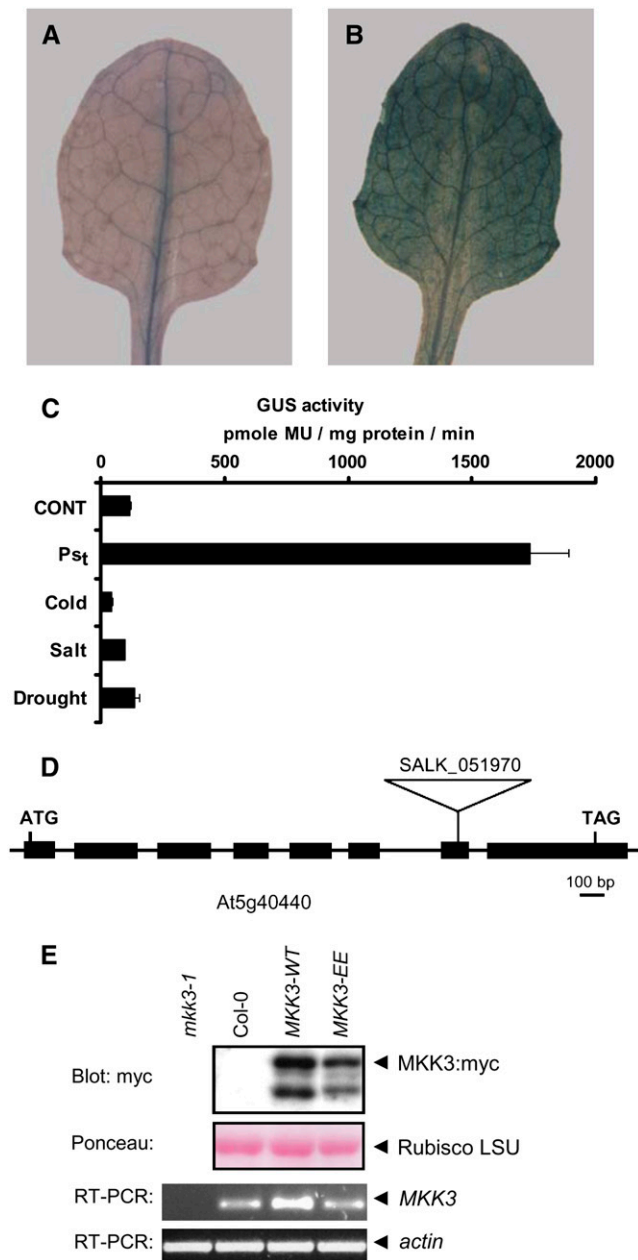 A
B
C
GUS activity
pmole MU / mg protein / min
0 500 1000 1500 2000
CONT
Pst
Cold
Salt
Drought
D
SALK_051970
ATG
TAG
100 bp
At5g40440
E
mkk3-1
Col-0
MKK3-WT
MKK3-EE
Blot: myc
MKK3:myc
Ponceau:
Rubisco LSU
RT-PCR:
MKK3
RT-PCR:
actin